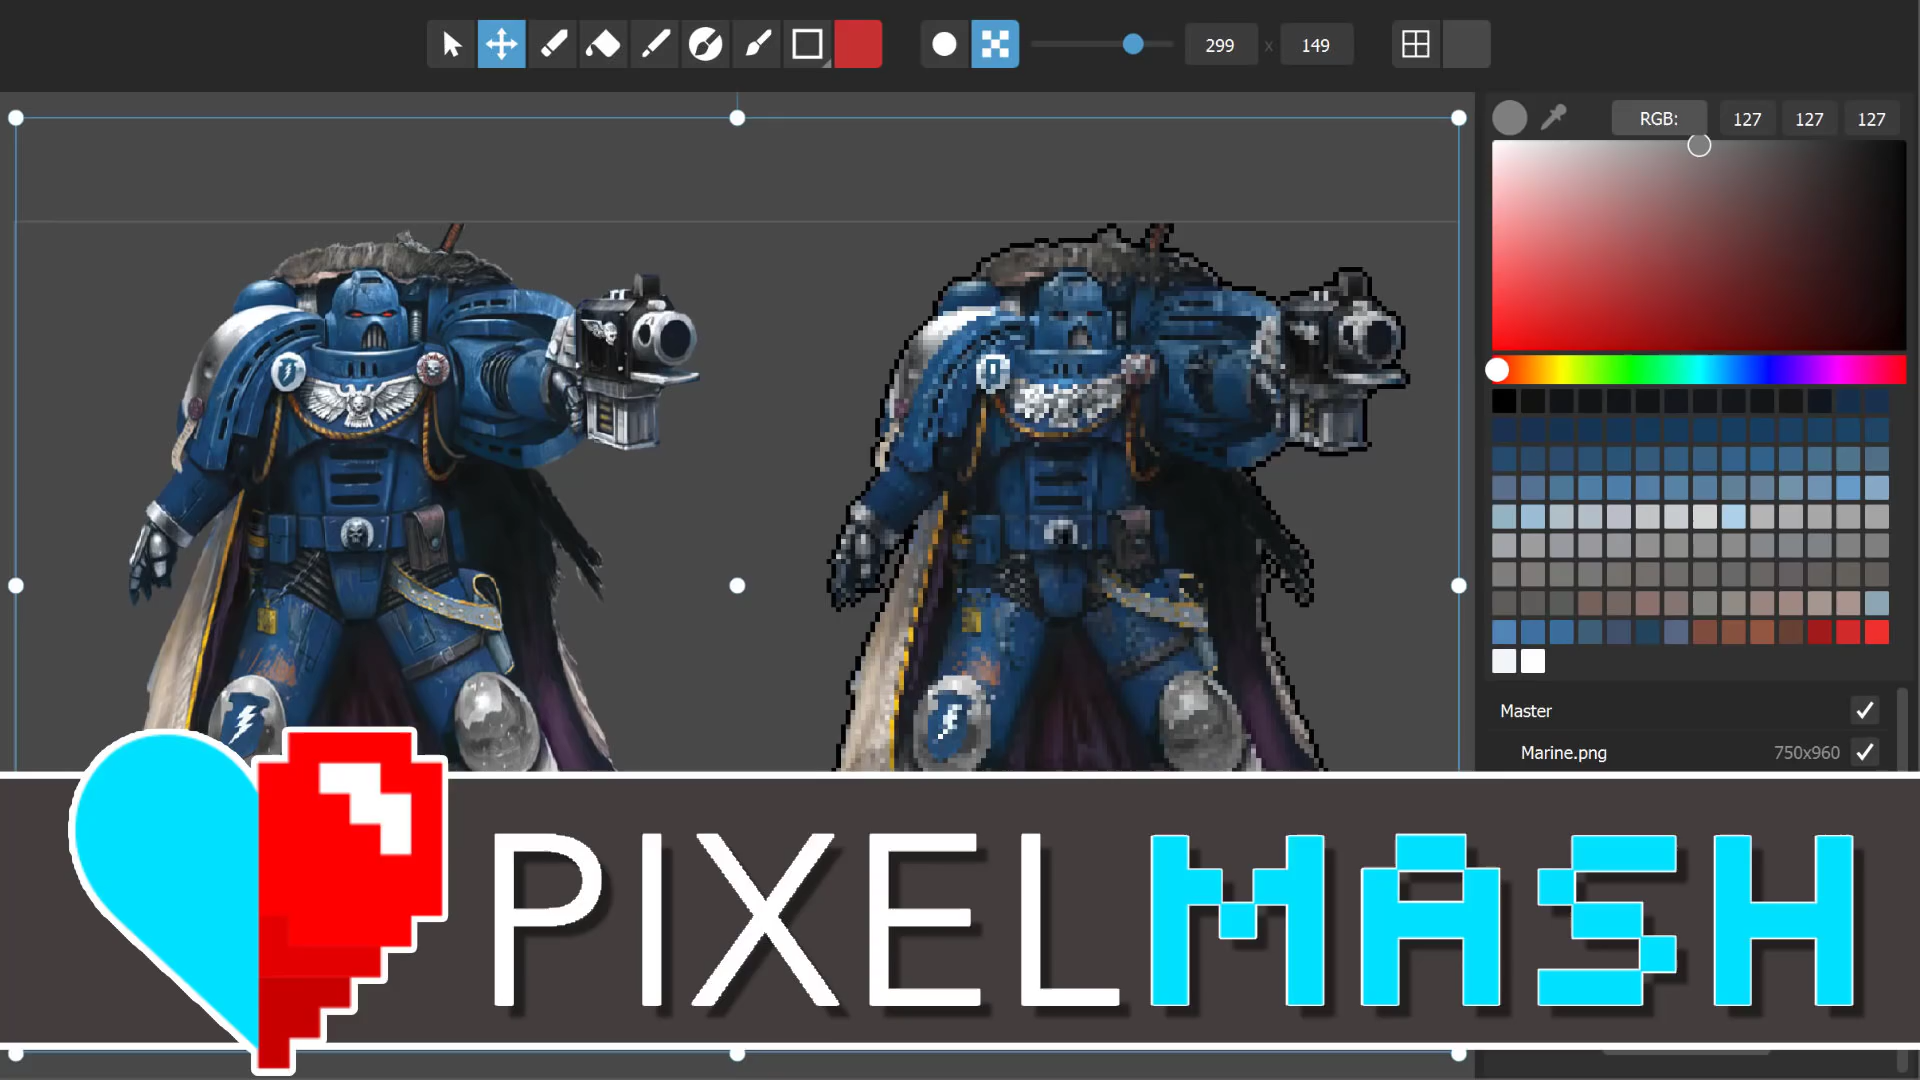 299 x 149
RGB: 127 127 127
Master
Marine.png 750x960
PIXELMASH